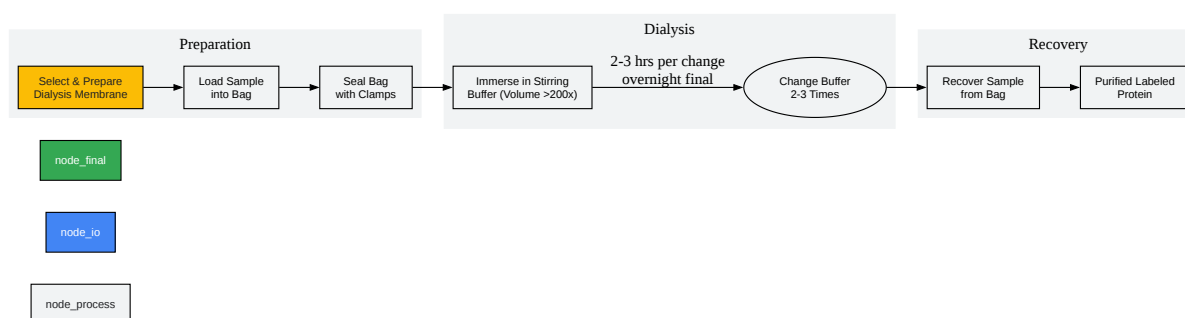 Preparation
Select & Prepare
Dialysis Membrane
Load Sample
into Bag
Seal Bag
with Clamps
Dialysis
Immerse in Stirring
Buffer (Volume >200x)
2-3 hrs per change
overnight final
Change Buffer
2-3 Times
Recovery
Recover Sample
from Bag
Purified Labeled
Protein
node_final
node_io
node_process